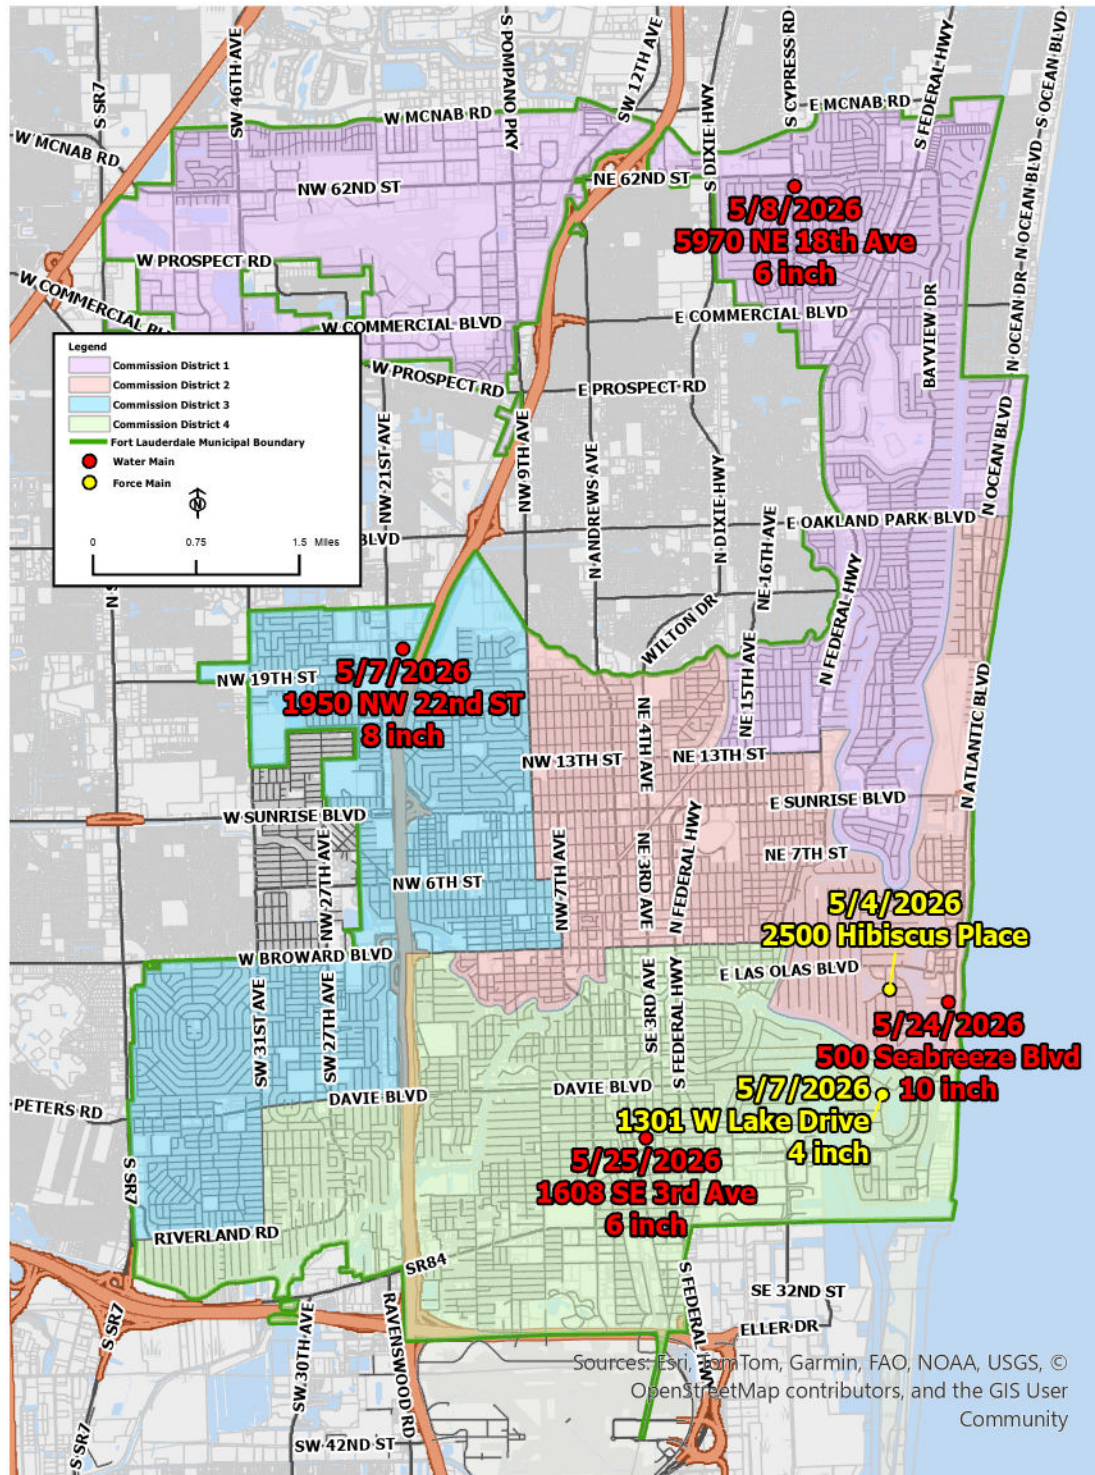 S OCEAN BLVD
S SR7
SW 46TH AVE
S POMPANO PKY
SW 12TH AVE
S DIXIE HWY
S CYPRESS RD
E MCNAB RD
S FEDERAL HWY
S OCEAN BLVD
W MCNAB RD
W MCNAB RD
NW 62ND ST
NE 62ND ST
5/8/2026
5970 NE 18th Ave
6 inch
N OCEAN BLVD
N OCEAN DR
W PROSPECT RD
W COMMERCIAL BLVD
W COMMERCIAL BLVD
E COMMERCIAL BLVD
BAYVIEW DR
W PROSPECT RD
E PROSPECT RD
Legend
Commission District 1
Commission District 2
Commission District 3
Commission District 4
Fort Lauderdale Municipal Boundary
Water Main
Force Main
N
0 0.75 1.5 Miles
NW 21ST AVE
NW 9TH AVE
N ANDREWS AVE
N DIXIE HWY
NE 16TH AVE
N OCEAN BLVD
E OAKLAND PARK BLVD
BLVD
N
WILTON DR
N FEDERAL HWY
NW 19TH ST
5/7/2026
1950 NW 22nd ST
8 inch
NE 4TH AVE
NE 15TH AVE
N ATLANTIC BLVD
NW 13TH ST
NE 13TH ST
W SUNRISE BLVD
E SUNRISE BLVD
NW 27TH AVE
NW 6TH ST
NW 7TH AVE
NE 3RD AVE
N FEDERAL HWY
NE 7TH ST
5/4/2026
2500 Hibiscus Place
W BROWARD BLVD
E LAS OLAS BLVD
SW 31ST AVE
SW 27TH AVE
SE 3RD AVE
S FEDERAL HWY
5/24/2026
500 Seabreeze Blvd
10 inch
PETERS RD
DAVIE BLVD
DAVIE BLVD
5/7/2026
1301 W Lake Drive
4 inch
5/25/2026
1608 SE 3rd Ave
6 inch
S SR7
RIVERLAND RD
SR84
S FEDERAL HWY
SE 32ND ST
ELLER DR
S SR7
SW 30TH AVE
RAVENSWOOD RD
SW 42ND ST
S SR7
Sources: Esri, TomTom, Garmin, FAO, NOAA, USGS, ©
OpenStreetMap contributors, and the GIS User
Community